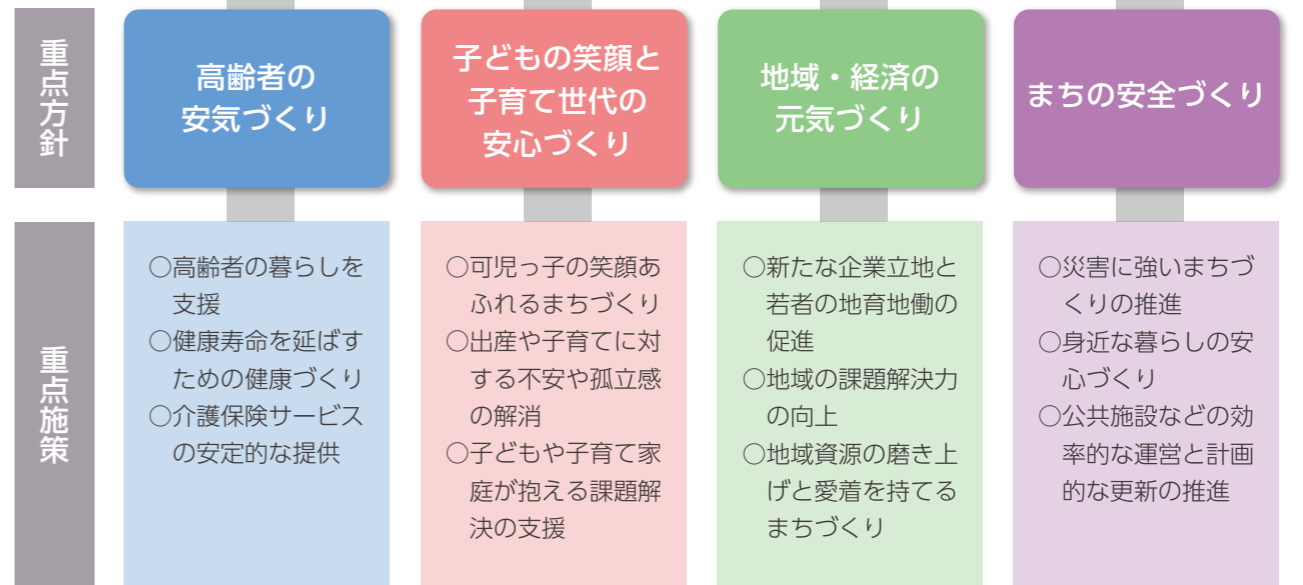 重点方針
高齢者の
安気づくり
子どもの笑顔と
子育て世代の
安心づくり
地域・経済の
元気づくり
まちの安全づくり
重点施策
○高齢者の暮らしを
支援
○健康寿命を延ばす
ための健康づくり
○介護保険サービス
の安定的な提供
○可児っ子の笑顔あ
ふれるまちづくり
○出産や子育てに対
する不安や孤立感
の解消
○子どもや子育て家
庭が抱える課題解
決の支援
○新たな企業立地と
若者の地育地働の
促進
○地域の課題解決力
の向上
○地域資源の磨き上
げと愛着を持てる
まちづくり
○災害に強いまちづ
くりの推進
○身近な暮らしの安
心づくり
○公共施設などの効
率的な運営と計画
的な更新の推進